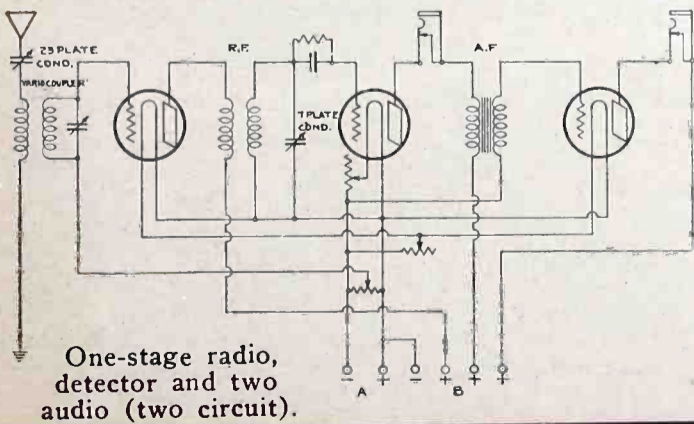 23 PLATE
COND.
VARIOCOUPLER
R.F.
7 PLATE
COND.
A.F
- + - + + +
A B
One-stage radio,
detector and two
audio (two circuit).